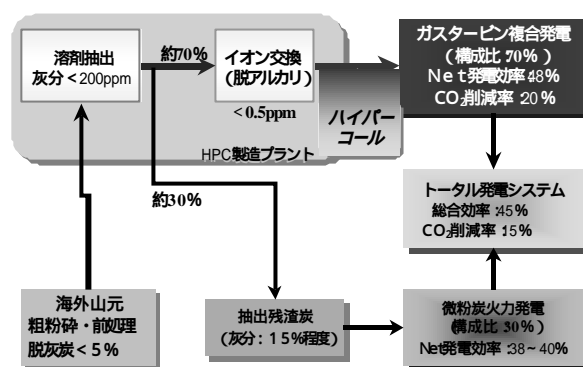 溶剤抽出
灰分<200ppm
約70%
イオン交換
(脱アルカリ)
<0.5ppm
ハイパー
コール
HPC製造プラント
ガスタービン複合発電
(構成比70%)
Net発電効率:48%
CO₂削減率:20%
約30%
トータル発電システム
総合効率:45%
CO₂削減率:15%
海外山元
粗粉砕・前処理
脱灰炭<5%
抽出残渣炭
(灰分:15%程度)
微粉炭火力発電
(構成比30%)
Net発電効率:38~40%